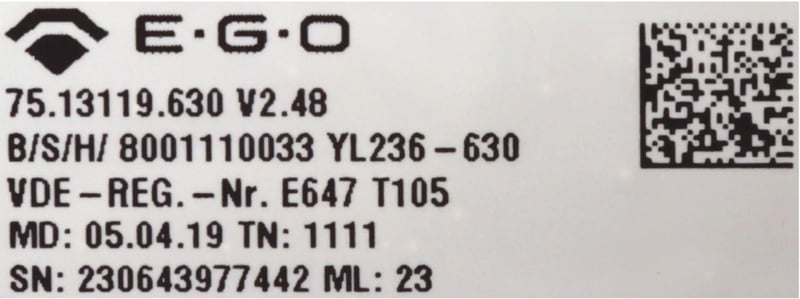 E·G·O
75.13119.630 V2.48
B/S/H/ 8001110033 YL236-630
VDE-REG.-Nr. E647 T105
MD: 05.04.19 TN: 1111
SN: 230643977442 ML: 23